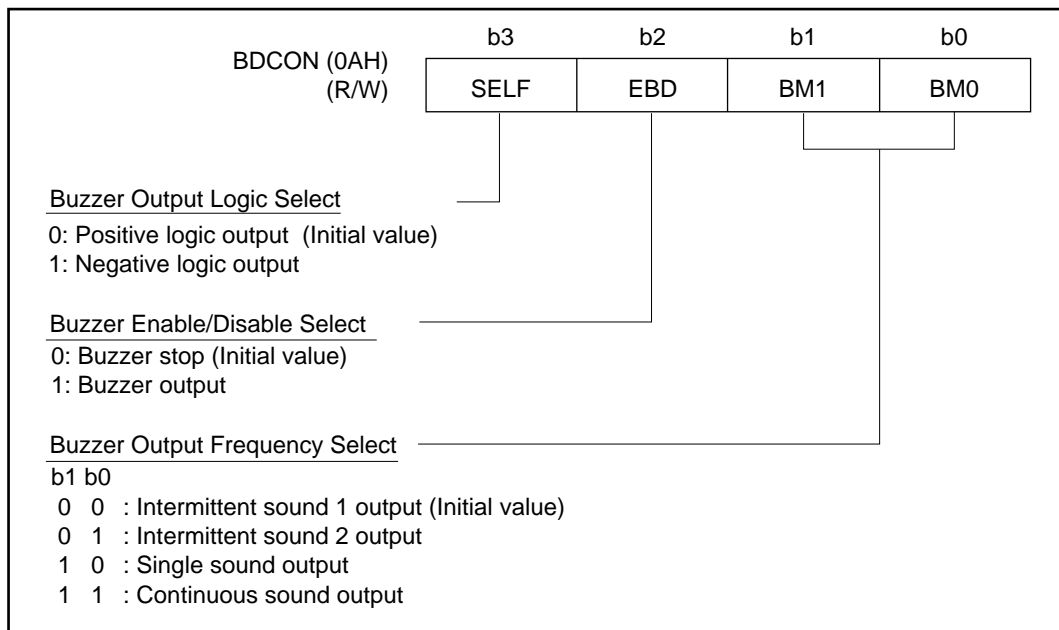 b3 b2 b1 b0
BDCON (0AH)
(R/W)
SELF EBD BM1 BM0
Buzzer Output Logic Select
0: Positive logic output (Initial value)
1: Negative logic output
Buzzer Enable/Disable Select
0: Buzzer stop (Initial value)
1: Buzzer output
Buzzer Output Frequency Select
b1 b0
0 0 : Intermittent sound 1 output (Initial value)
0 1 : Intermittent sound 2 output
1 0 : Single sound output
1 1 : Continuous sound output